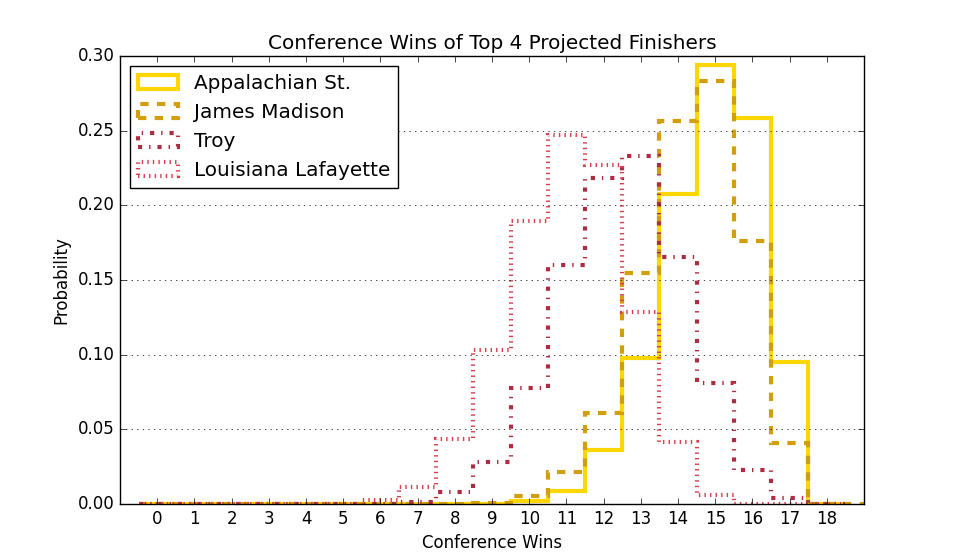 Conference Wins of Top 4 Projected Finishers
0.30
Appalachian St.
James Madison
Troy
Louisiana Lafayette
0.25
0.20
0.15
0.10
0.05
0.00
Probability
0 1 2 3 4 5 6 7 8 9 10 11 12 13 14 15 16 17 18
Conference Wins